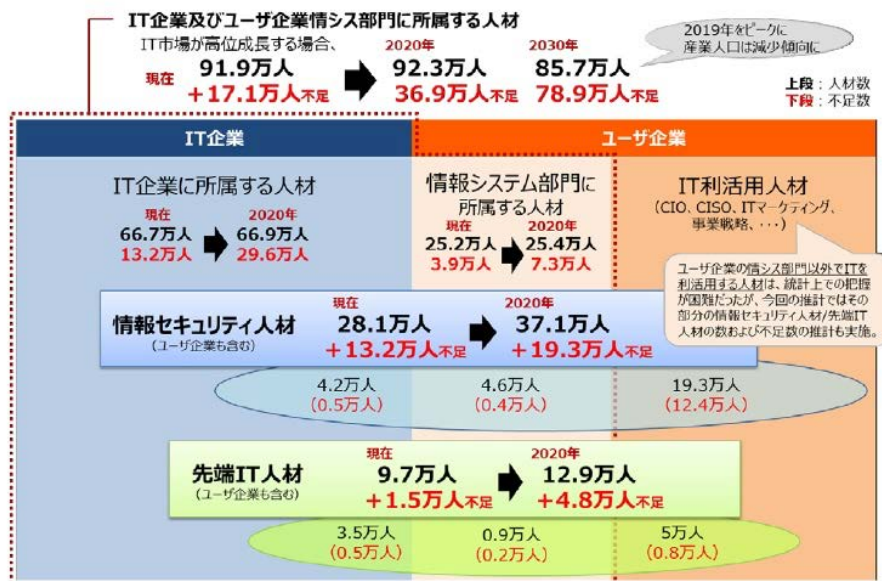 IT企業及びユーザ企業情シス部門に所属する人材
IT市場が高位成長する場合、
現在
91.9万人
+17.1万人不足
2020年
92.3万人
36.9万人不足
2030年
85.7万人
78.9万人不足
2019年をピークに
産業人口は減少傾向に
上段：人材数
下段：不足数
IT企業
ユーザ企業
IT企業に所属する人材
現在
66.7万人
13.2万人
2020年
66.9万人
29.6万人
情報システム部門に
所属する人材
現在
25.2万人
3.9万人
2020年
25.4万人
7.3万人
IT利活用人材
(CIO、CISO、ITマーケティング、
事業戦略、・・・)
ユーザ企業の情シス部門以外でITを
利活用する人材は、統計上での把握
が困難だったが、今回の推計ではその
部分の情報セキュリティ人材/先端IT
人材の数および不足数の推計も実施。
情報セキュリティ人材
(ユーザ企業も含む)
現在
28.1万人
+13.2万人不足
2020年
37.1万人
+19.3万人不足
4.2万人
(0.5万人)
4.6万人
(0.4万人)
19.3万人
(12.4万人)
先端IT人材
(ユーザ企業も含む)
現在
9.7万人
+1.5万人不足
2020年
12.9万人
+4.8万人不足
3.5万人
(0.5万人)
0.9万人
(0.2万人)
5万人
(0.8万人)